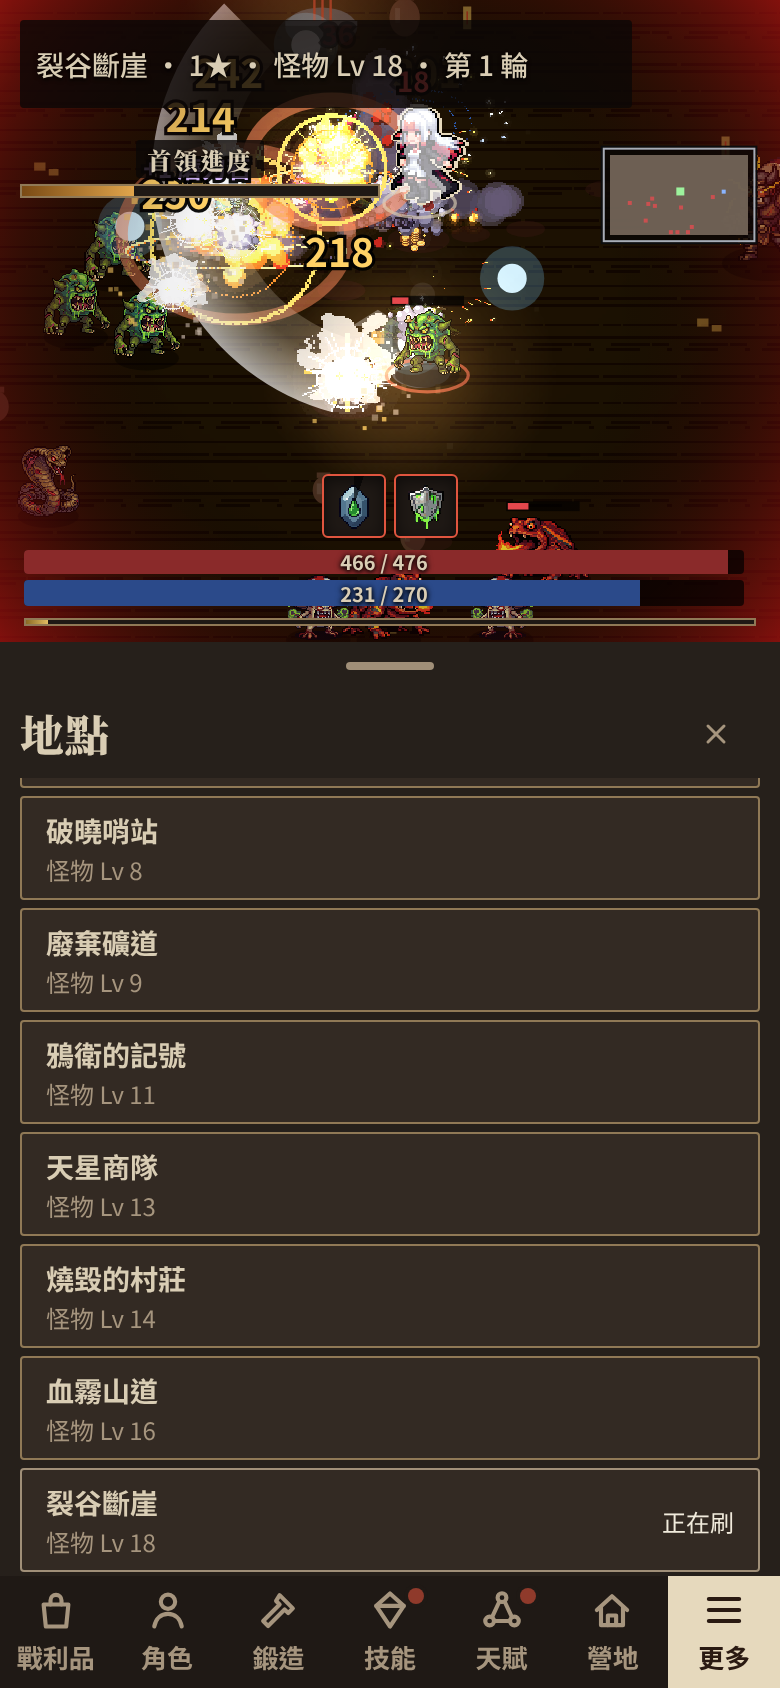 裂谷斷崖 • 1★ • 怪物 Lv 18 • 第 1 輪
242
18
214
首領進度
218
466 / 476
231 / 270
地點
破曉哨站
怪物 Lv 8
廢棄礦道
怪物 Lv 9
鴉衛的記號
怪物 Lv 11
天星商隊
怪物 Lv 13
燒毀的村莊
怪物 Lv 14
血霧山道
怪物 Lv 16
裂谷斷崖
怪物 Lv 18
正在刷
戰利品
角色
鍛造
技能
天賦
營地
更多